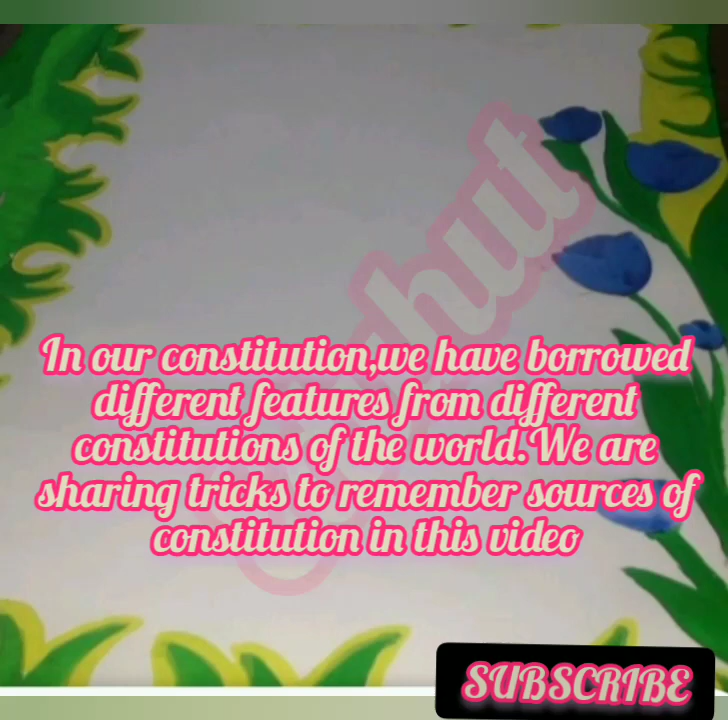 In our constitution,we have borrowed
different features from different
constitutions of the world.We are
sharing tricks to remember sources of
constitution in this video
SUBSCRIBE